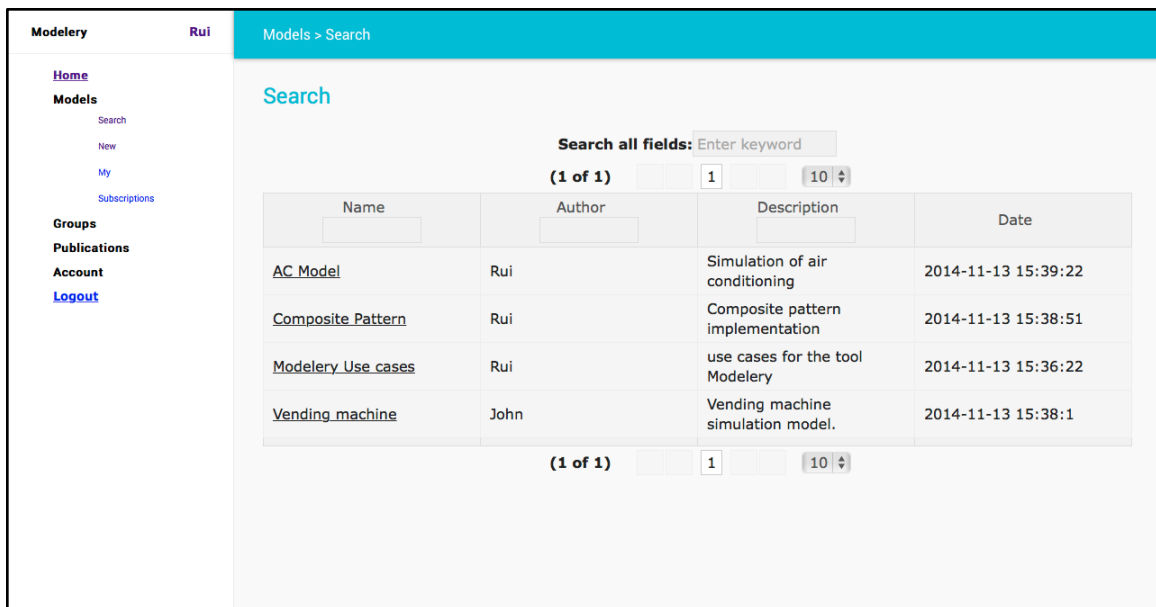 Modelery Rui
Models > Search
Home
Models
Search
New
My
Subscriptions
Groups
Publications
Account
Logout
Search
Search all fields: Enter keyword
(1 of 1) 1 10
Name Author Description Date
AC Model Rui Simulation of air conditioning 2014-11-13 15:39:22
Composite Pattern Rui Composite pattern implementation 2014-11-13 15:38:51
Modelery Use cases Rui use cases for the tool Modelery 2014-11-13 15:36:22
Vending machine John Vending machine simulation model. 2014-11-13 15:38:1
(1 of 1) 1 10